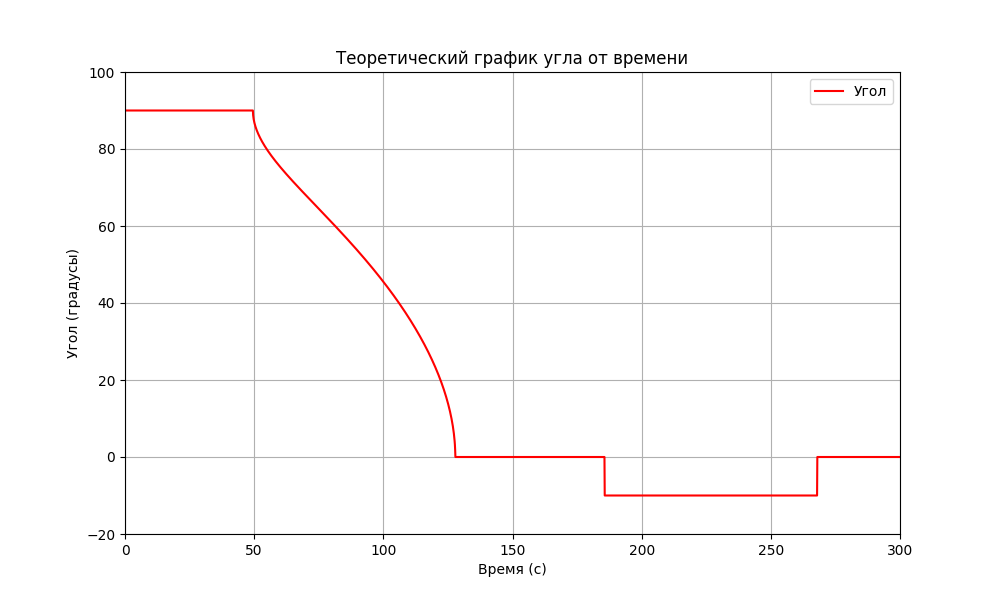 Теоретический график угла от времени
Угол
Угол (градусы)
100
80
60
40
20
0
−20
0 50 100 150 200 250 300
Время (с)